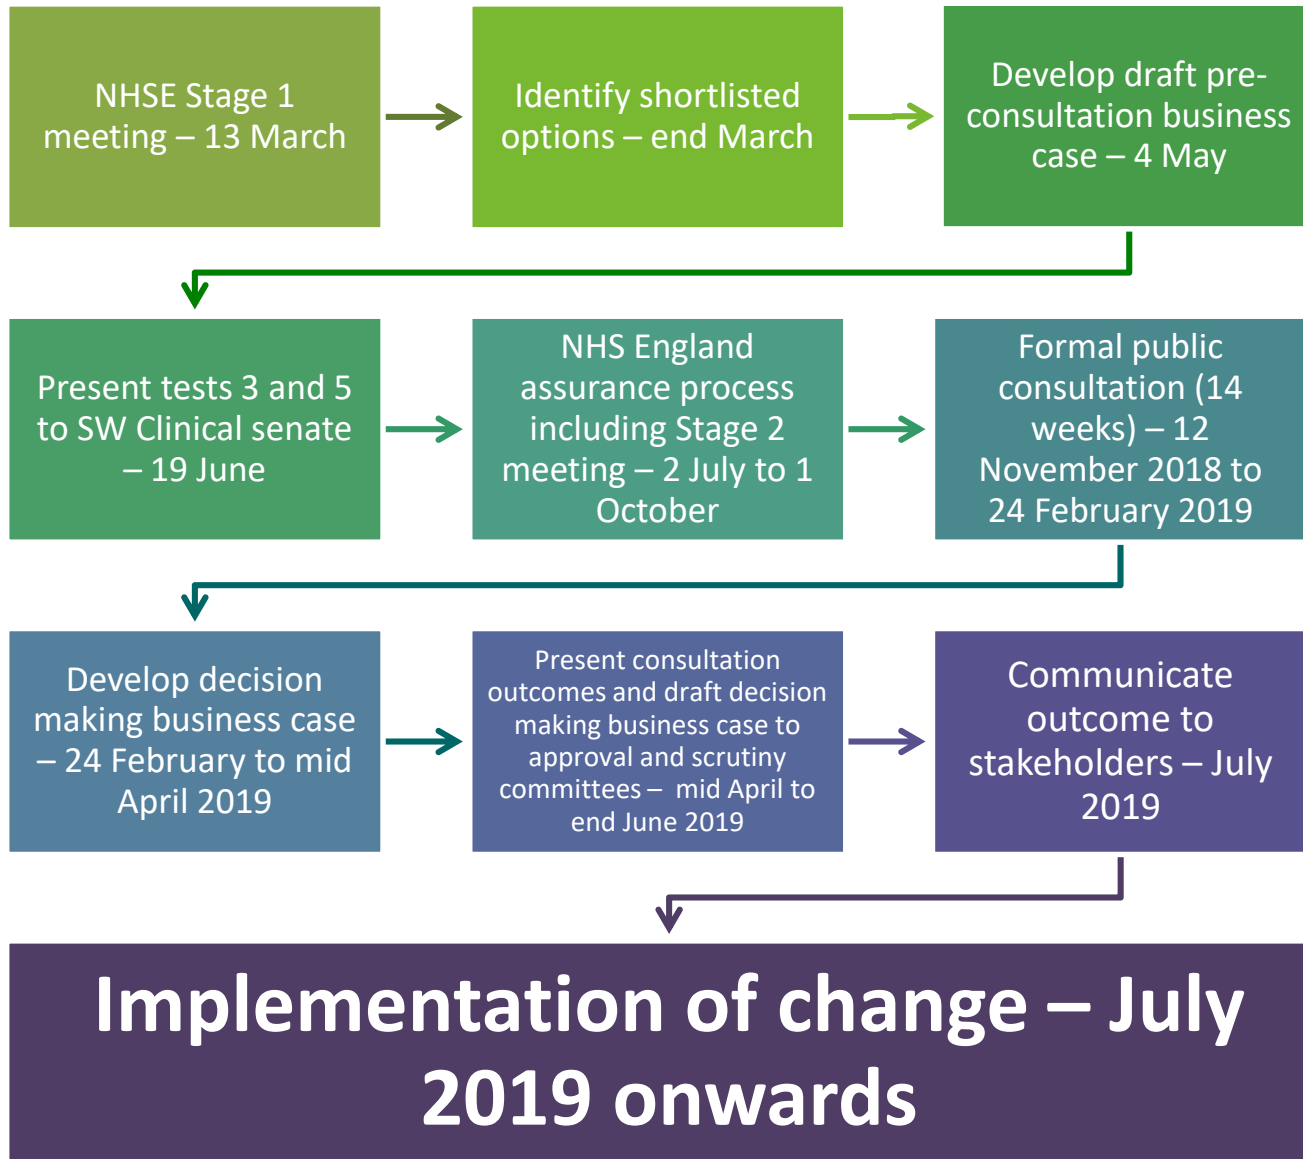 NHSE Stage 1
meeting – 13 March
Identify shortlisted
options – end March
Develop draft pre-
consultation business
case – 4 May
Present tests 3 and 5
to SW Clinical senate
– 19 June
NHS England
assurance process
including Stage 2
meeting – 2 July to 1
October
Formal public
consultation (14
weeks) – 12
November 2018 to
24 February 2019
Develop decision
making business case
– 24 February to mid
April 2019
Present consultation
outcomes and draft decision
making business case to
approval and scrutiny
committees – mid April to
end June 2019
Communicate
outcome to
stakeholders – July
2019
Implementation of change – July
2019 onwards